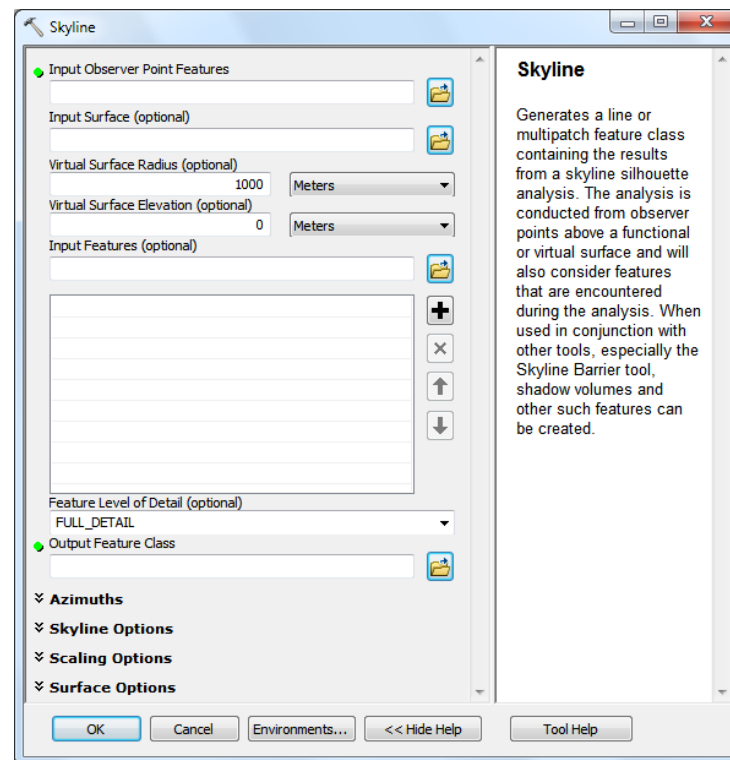 Skyline
Input Observer Point Features
Input Surface (optional)
Virtual Surface Radius (optional)
1000 Meters
Virtual Surface Elevation (optional)
0 Meters
Input Features (optional)
Feature Level of Detail (optional)
FULL_DETAIL
Output Feature Class
Azimuths
Skyline Options
Scaling Options
Surface Options
Skyline
Generates a line or
multipatch feature class
containing the results
from a skyline silhouette
analysis. The analysis is
conducted from observer
points above a functional
or virtual surface and will
also consider features
that are encountered
during the analysis. When
used in conjunction with
other tools, especially the
Skyline Barrier tool,
shadow volumes and
other such features can
be created.
OK Cancel Environments... << Hide Help Tool Help